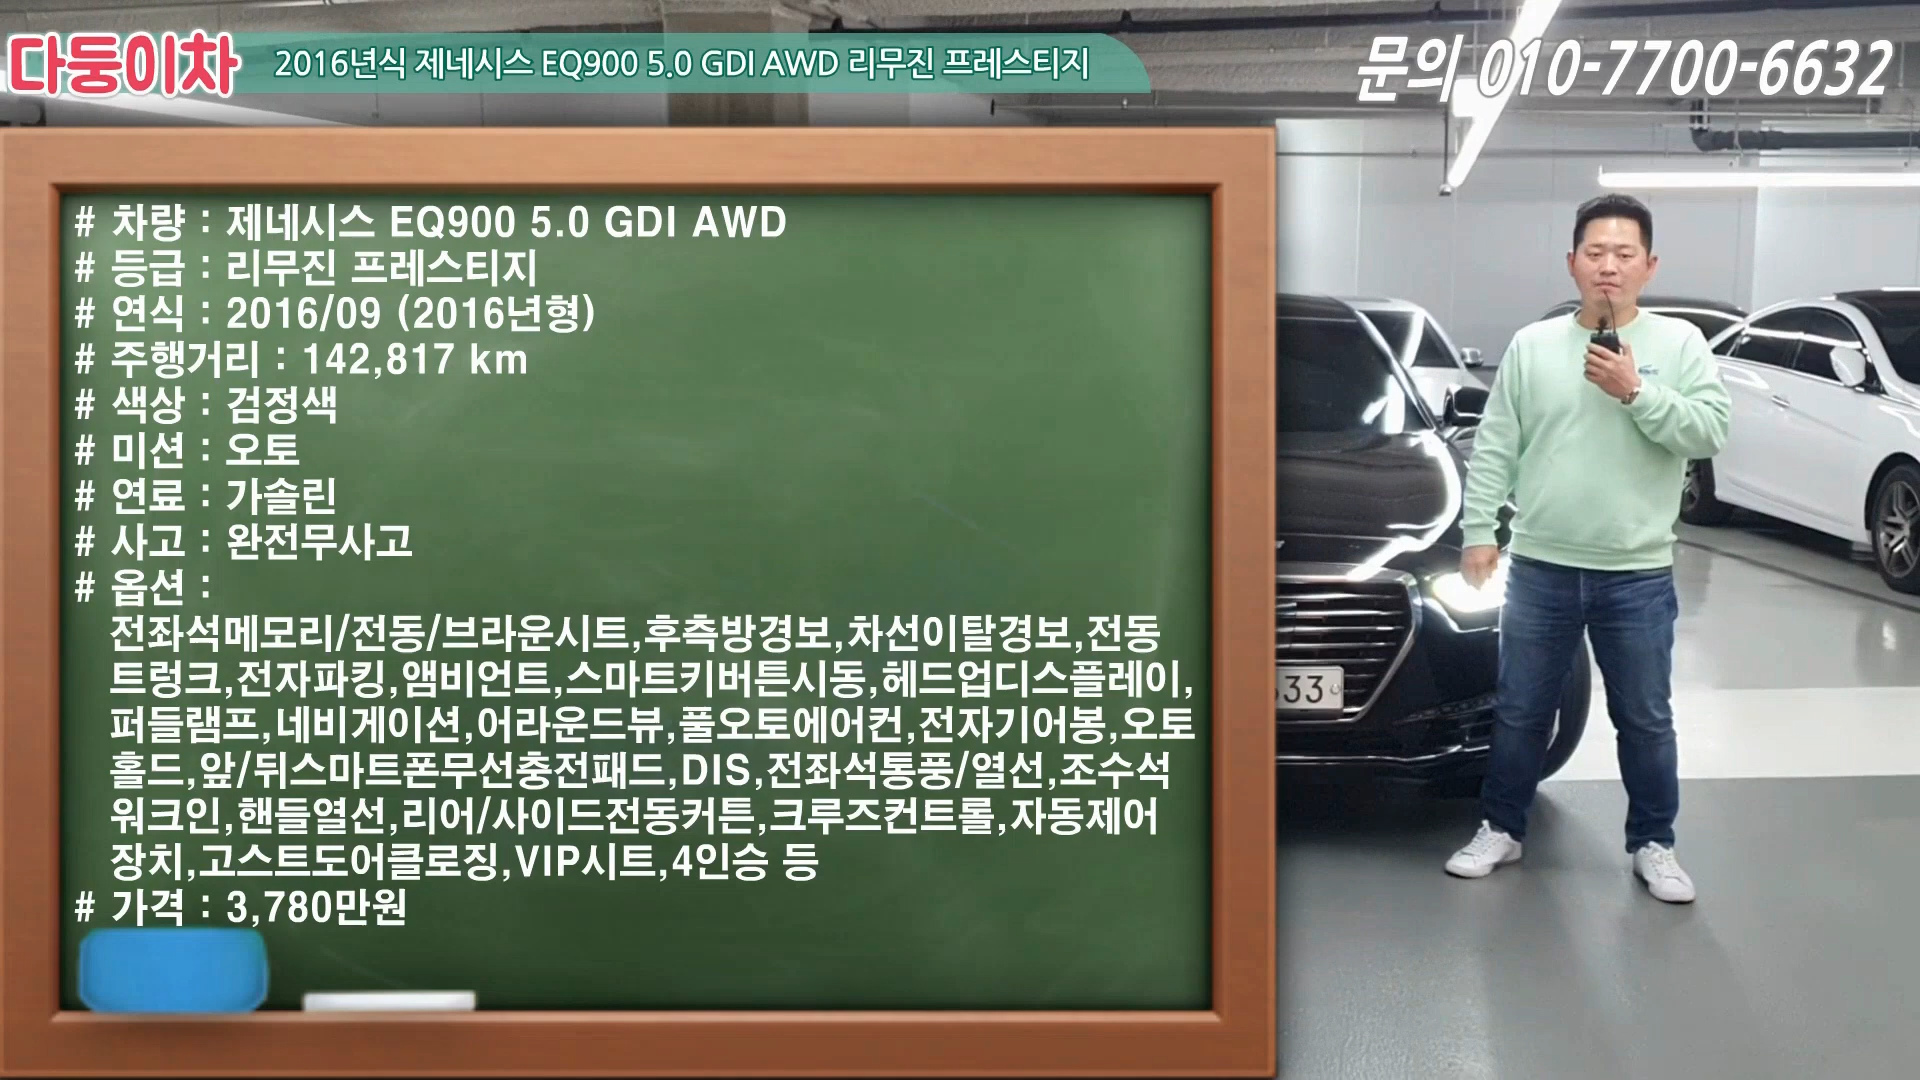 다둥이차
2016년식 제네시스 EQ900 5.0 GDI AWD 리무진 프레스티지
문의 010-7700-6632
# 차량 : 제네시스 EQ900 5.0 GDI AWD
# 등급 : 리무진 프레스티지
# 연식 : 2016/09 (2016년형)
# 주행거리 : 142,817 km
# 색상 : 검정색
# 미션 : 오토
# 연료 : 가솔린
# 사고 : 완전무사고
# 옵션 :
전좌석메모리/전동/브라운시트,후측방경보,차선이탈경보,전동
트렁크,전자파킹,앰비언트,스마트키버튼시동,헤드업디스플레이,
퍼들램프,네비게이션,어라운드뷰,풀오토에어컨,전자기어봉,오토
홀드,앞/뒤스마트폰무선충전패드,DIS,전좌석통풍/열선,조수석
워크인,핸들열선,리어/사이드전동커튼,크루즈컨트롤,자동제어
장치,고스트도어클로징,VIP시트,4인승 등
# 가격 : 3,780만원
33